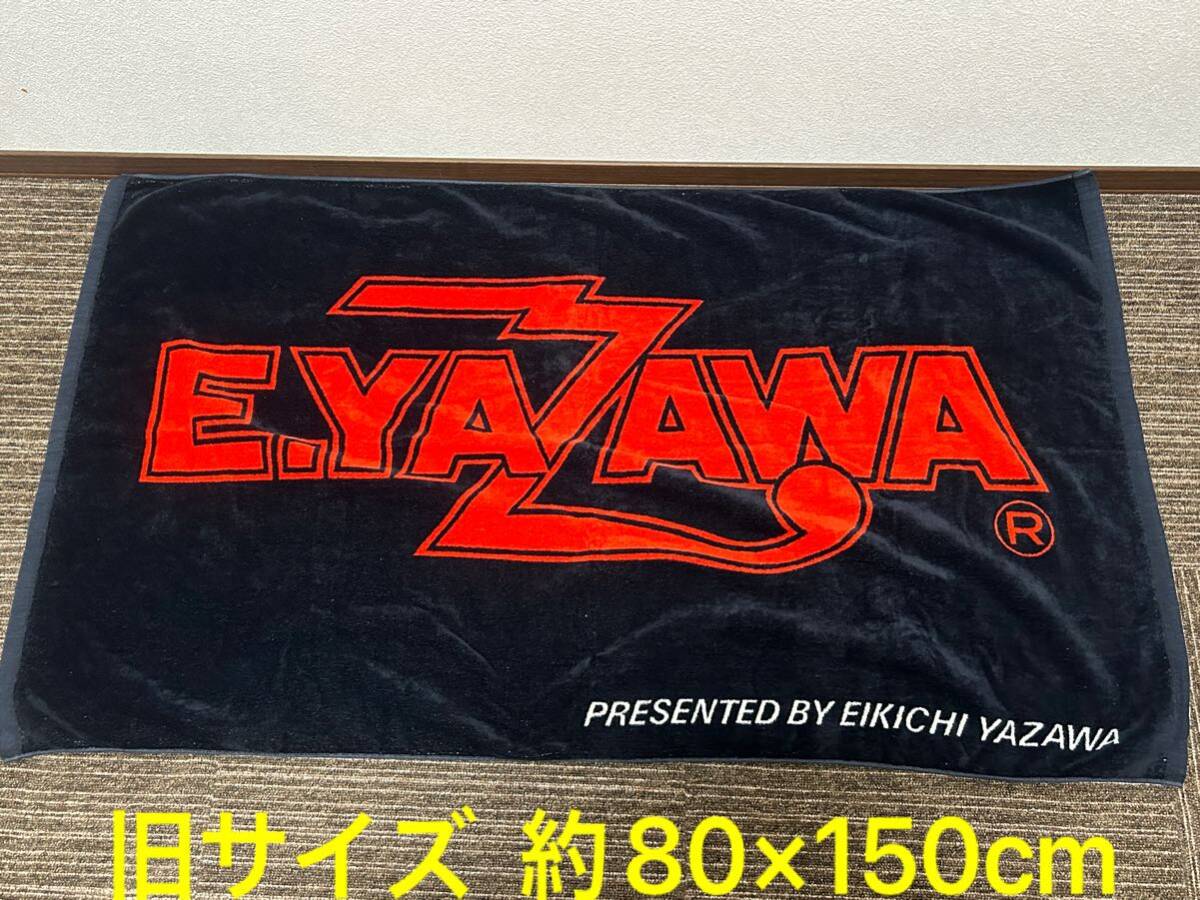 E.YAZAWA
®
PRESENTED BY EIKICHI YAZAWA
旧サイズ 約80×150cm